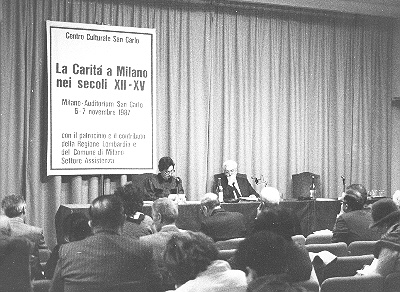 Centro Culturale San Carlo
La Carità a Milano
nei secoli XII-XV
Milano-Auditorium San Carlo
6-7 novembre 1987
con il patrocinio e il contributo
della Regione Lombardia e
del Comune di Milano
Settore Assistenza